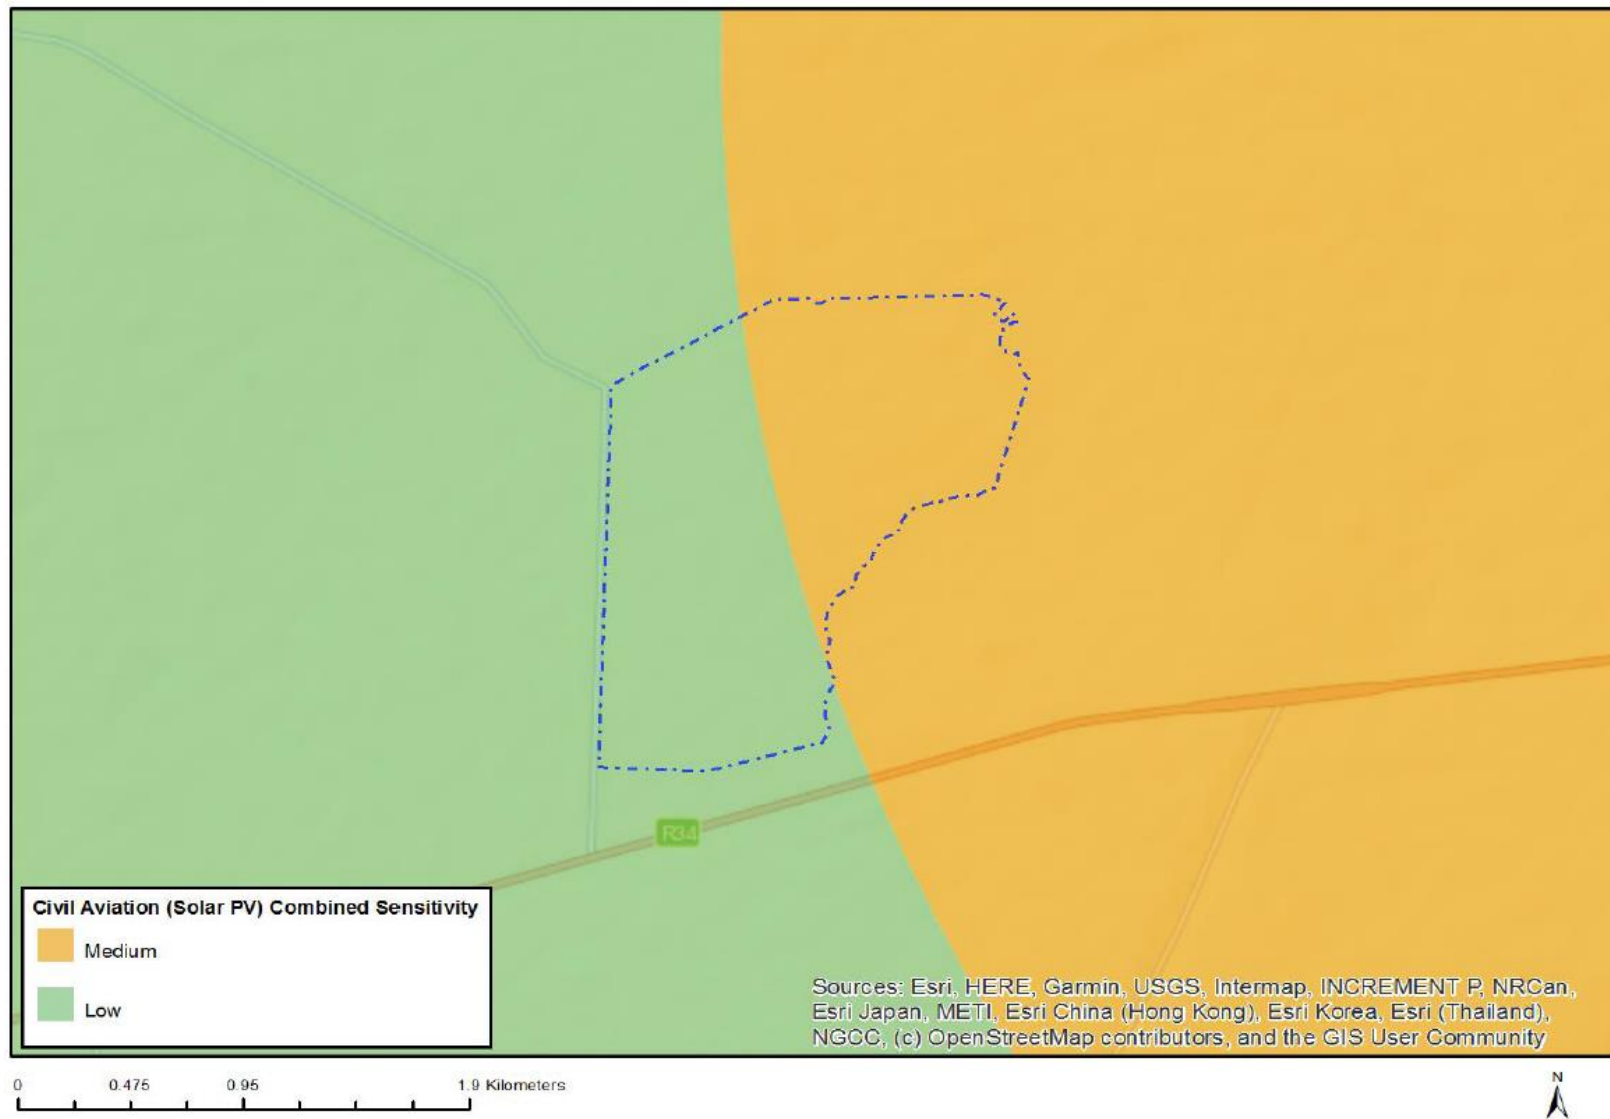 R34
Civil Aviation (Solar PV) Combined Sensitivity
Medium
Low
Sources: Esri, HERE, Garmin, USGS, Intermap, INCREMENT P, NRCan,
Esri Japan, METI, Esri China (Hong Kong), Esri Korea, Esri (Thailand),
NGCC, (c) OpenStreetMap contributors, and the GIS User Community
0 0.475 0.95 1.9 Kilometers
N